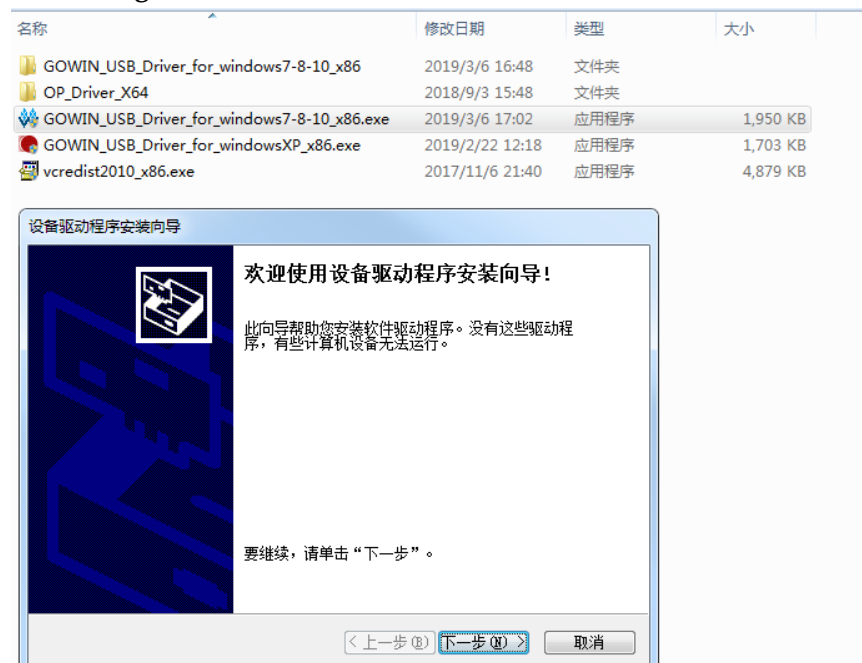 名称 修改日期 类型 大小
GOWIN_USB_Driver_for_windows7-8-10_x86 2019/3/6 16:48 文件夹
OP_Driver_X64 2018/9/3 15:48 文件夹
GOWIN_USB_Driver_for_windows7-8-10_x86.exe 2019/3/6 17:02 应用程序 1,950 KB
GOWIN_USB_Driver_for_windowsXP_x86.exe 2019/2/22 12:18 应用程序 1,703 KB
vcredist2010_x86.exe 2017/11/6 21:40 应用程序 4,879 KB
设备驱动程序安装向导
欢迎使用设备驱动程序安装向导!
此向导帮助您安装软件驱动程序。没有这些驱动程
序，有些计算机设备无法运行。
要继续，请单击“下一步”。
< 上一步(B) 下一步(N) > 取消